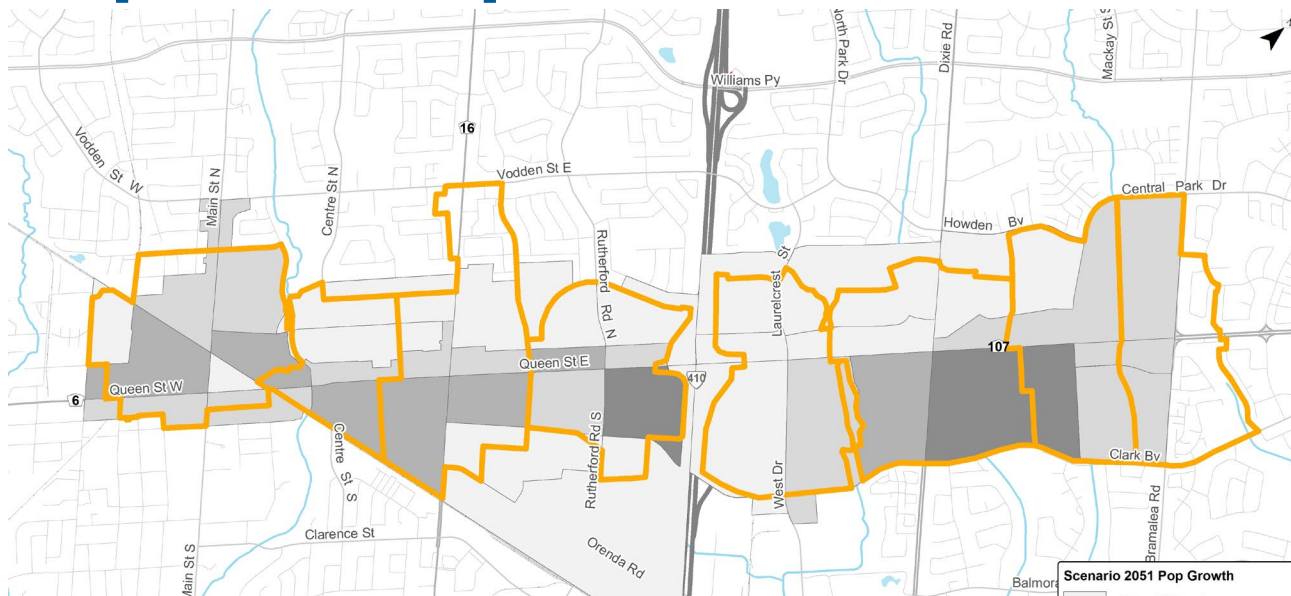 Williams Py
North Park Dr
Dixie Rd
Mackay St S
16
Vodden St W
Main St N
Centre St N
Vodden St E
Rutherford Rd N
Laurelcrest St
Howden Bv
Central Park Dr
107
Queen St E
410
Queen St W
6
Centre St S
Rutherford Rd S
West Dr
Clark Bv
Bramalea Rd
Clarence St
Main St S
Orenda Rd
Scenario 2051 Pop Growth